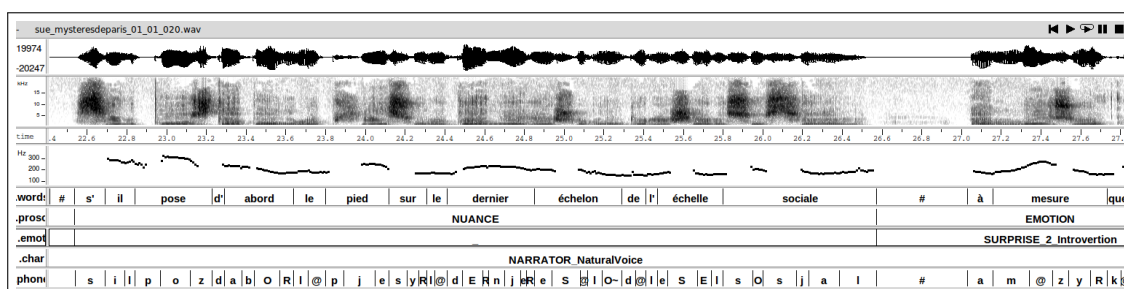 - sue_mysteresdeparis_01_01_020.wav
19974
-20247
kHz
15
10
5
time .4 22.6 22.8 23.0 23.2 23.4 23.6 23.8 24.0 24.2 24.4 24.6 24.8 25.0 25.2 25.4 25.6 25.8 26.0 26.2 26.4 26.6 26.8 27.0 27.2 27.4 27.6 27.
Hz
300
200
100
.words # s' il pose d' abord le pied sur le dernier échelon de l' échelle sociale # à mesure que
.proso NUANCE EMOTION
.emot _ SURPRISE_2_Introvertion
.char NARRATOR_NaturalVoice
phon s i l p o z d a b O R l @ p j e s y R l @ d E R n j e R e S @ l O~ d @ l e S E l s O s j a l # a m @ z y R k @